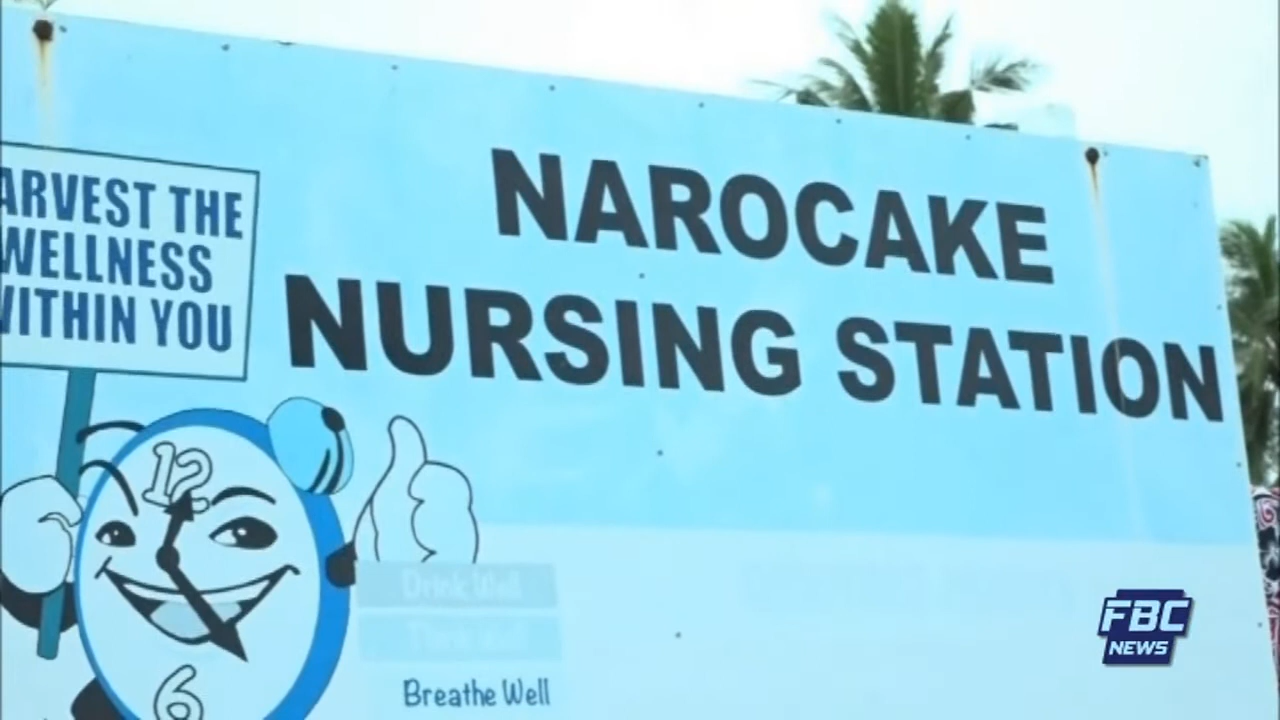 ARVEST THE
WELLNESS
WITHIN YOU
NAROCAKE
NURSING STATION
12
6
Drink Well
Breathe Well
FBC
NEWS